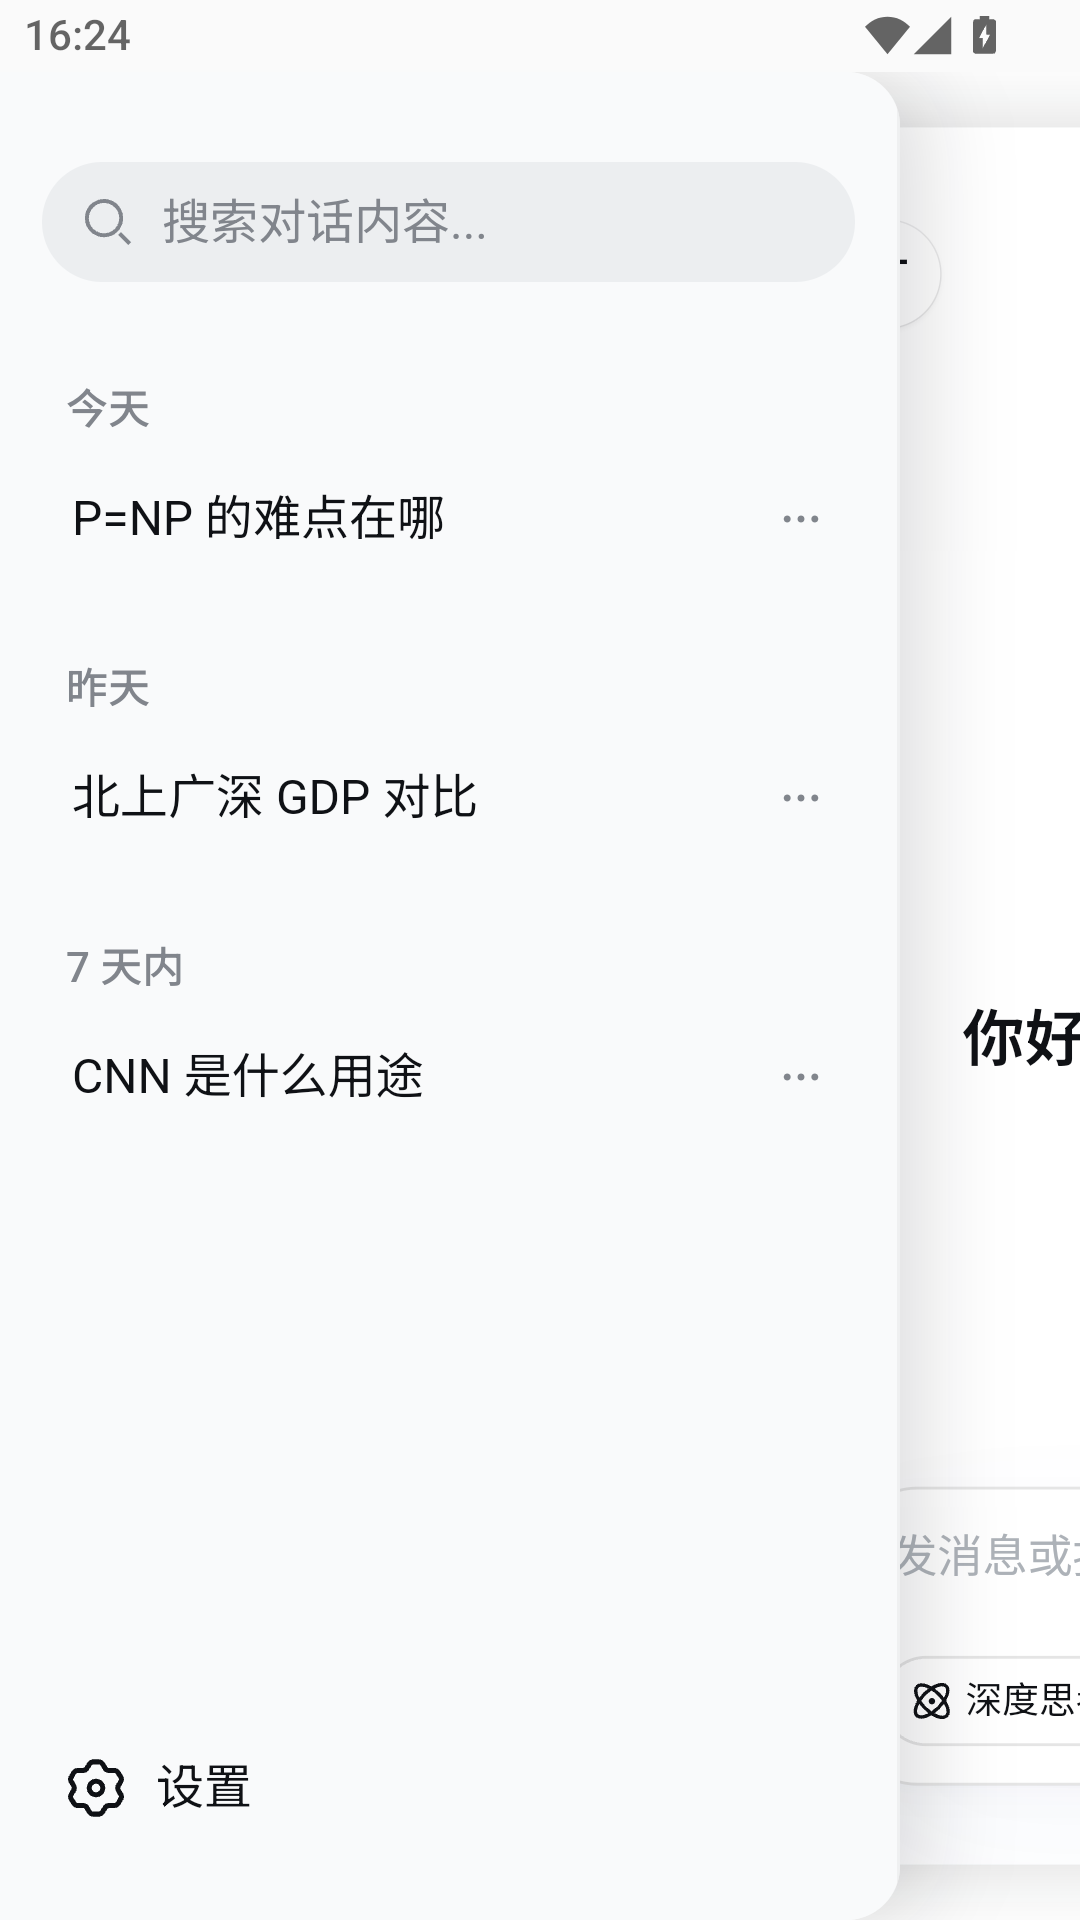 16:24
搜索对话内容...
今天
P=NP 的难点在哪
昨天
北上广深 GDP 对比
7 天内
CNN 是什么用途
你好
发消息或
深度思
设置